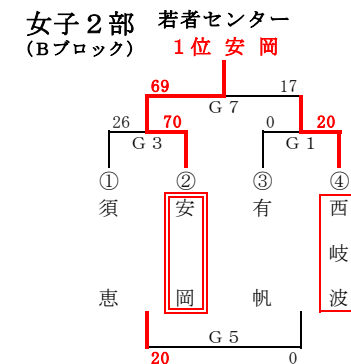 女子２部 若者センター
（Ｂブロック） １位 安岡
69 17
Ｇ７
26 70 0 20
Ｇ３ Ｇ１
① ② ③ ④
須恵 安岡 有帆 西岐波
Ｇ５
20 0